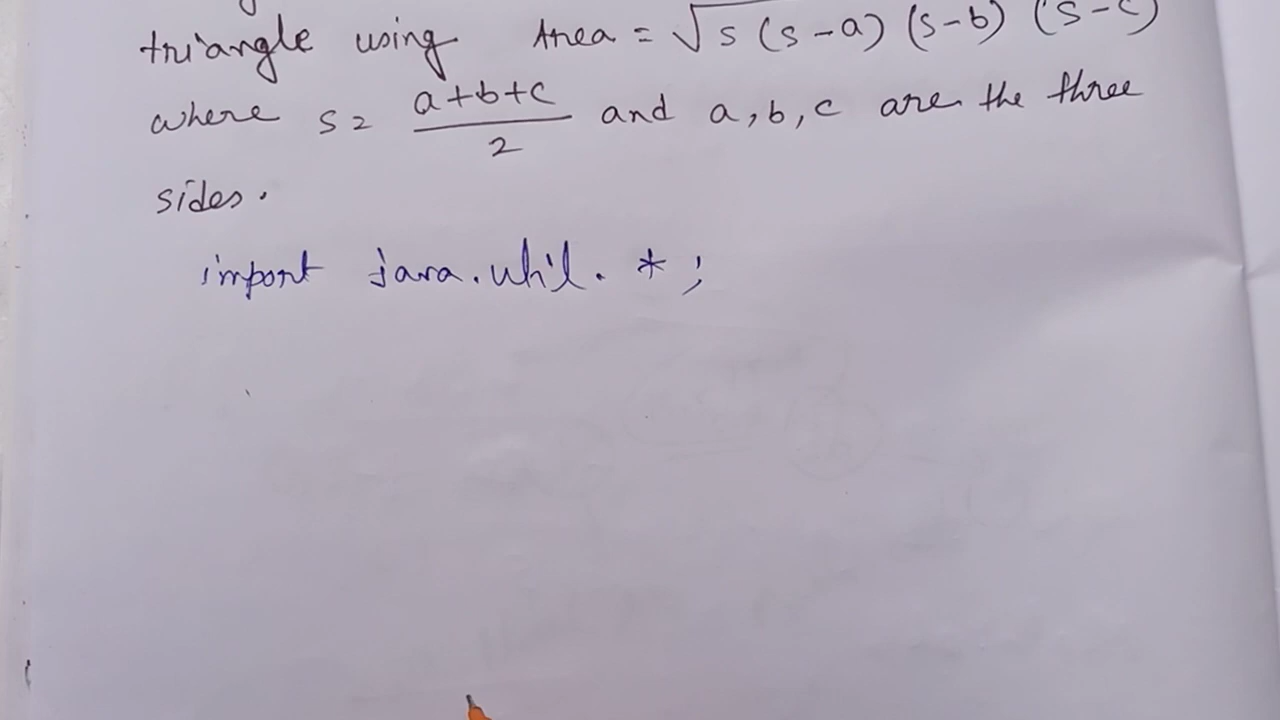 triangle using Area = √s(s-a)(s-b)(s-c)
where s = a+b+c/2 and a, b, c are the three
sides.
import java.util.*;